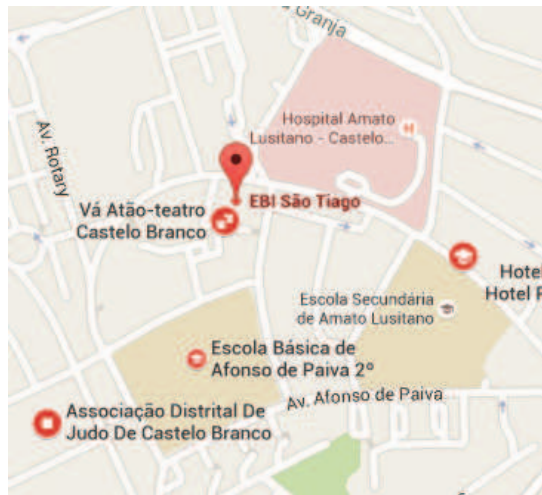 Granja
Hospital Amato
Lusitano - Castelo...
H
Av. Rotary
EBI São Tiago
Vá Atão-teatro
Castelo Branco
Hotel
Hotel
Escola Secundária
de Amato Lusitano
Escola Básica de
Afonso de Paiva 2º
Av. Afonso de Paiva
Associação Distrital De
Judo De Castelo Branco